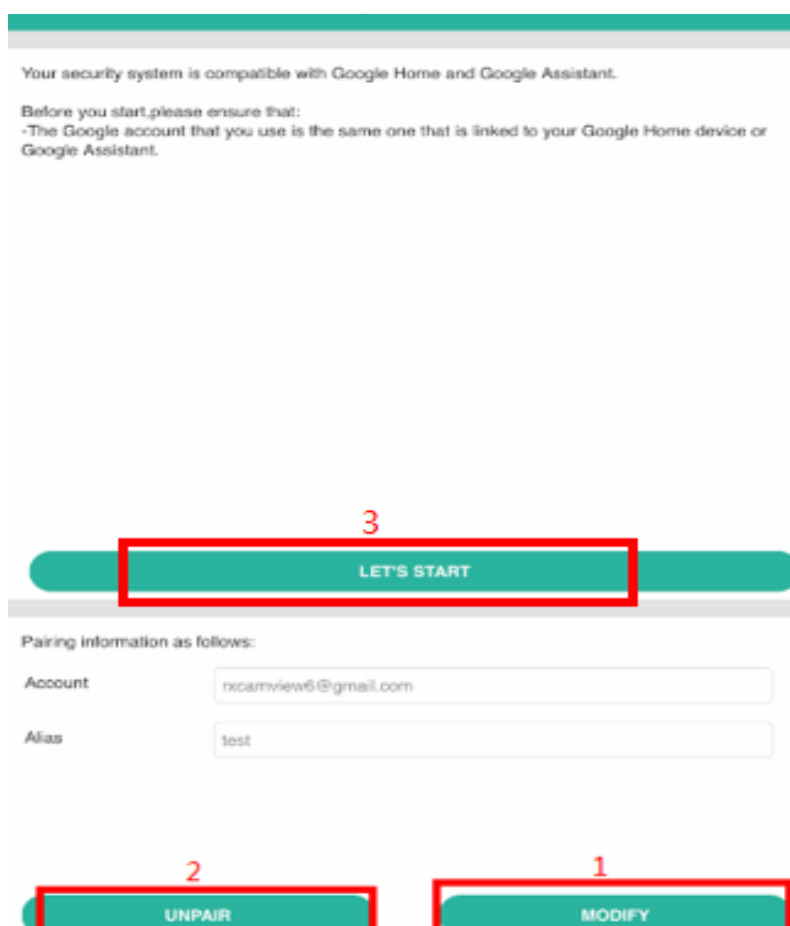 Your security system is compatible with Google Home and Google Assistant.
Before you start,please ensure that:
-The Google account that you use is the same one that is linked to your Google Home device or
Google Assistant.
3
LET'S START
Pairing information as follows:
Account
rxcamview6@gmail.com
Alias
test
2
1
UNPAIR
MODIFY